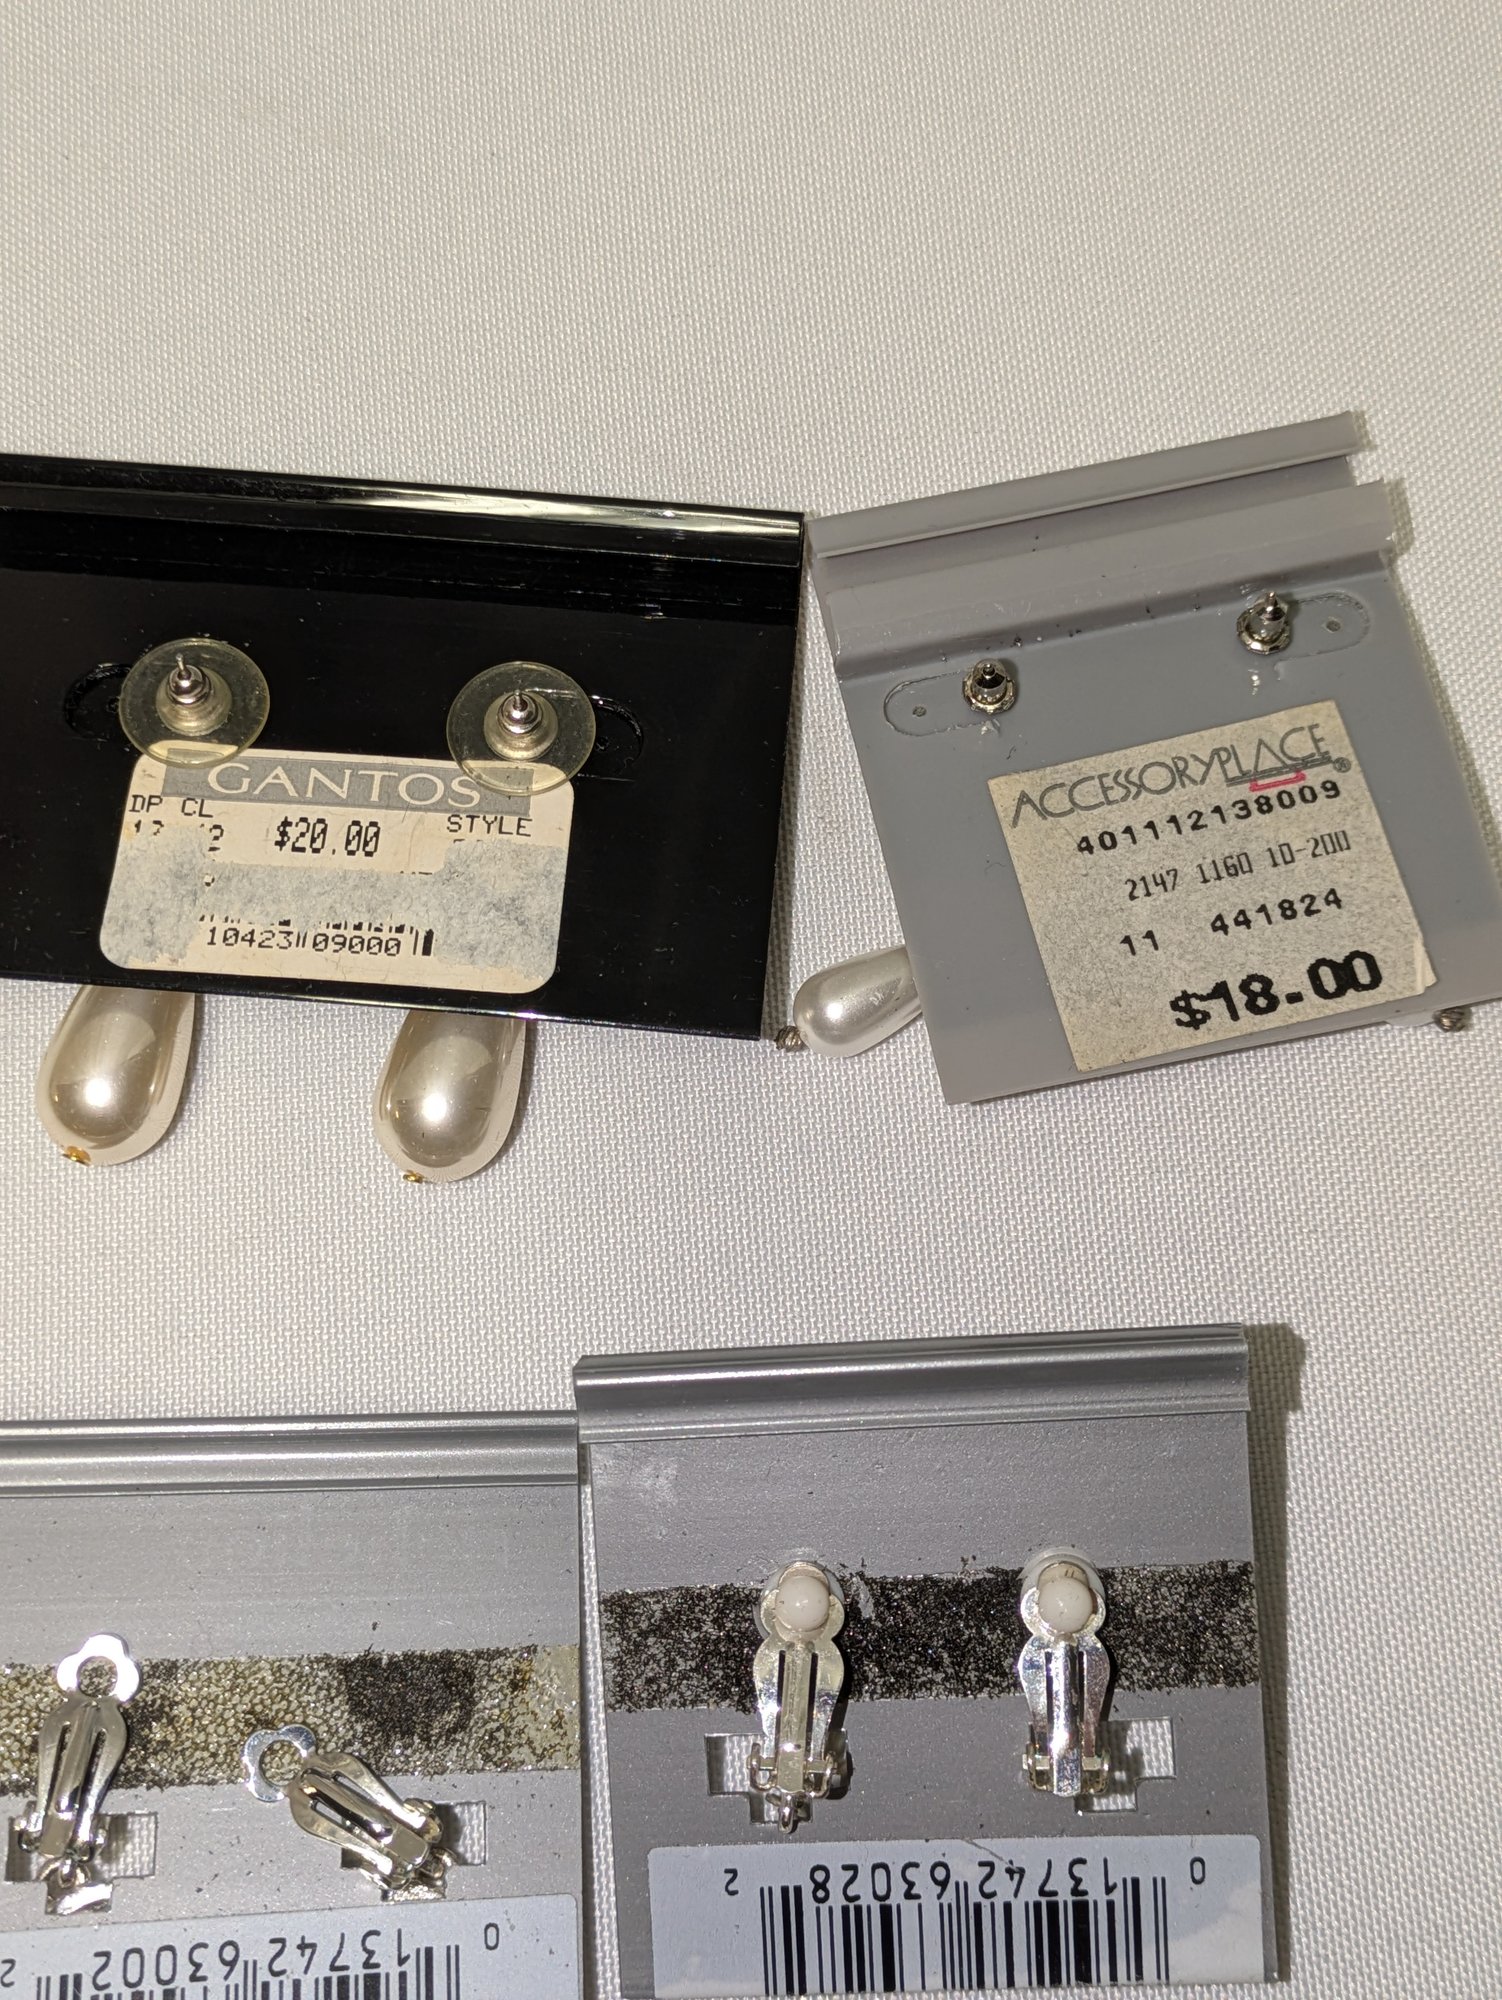 GANTOS
DP CL
$20.00
STYLE
10423 09000
ACCESSORYPLACE®
401112138009
2147 1160 10-200
11 441824
$18.00
0 13742 63002 2
0 13742 63028 2